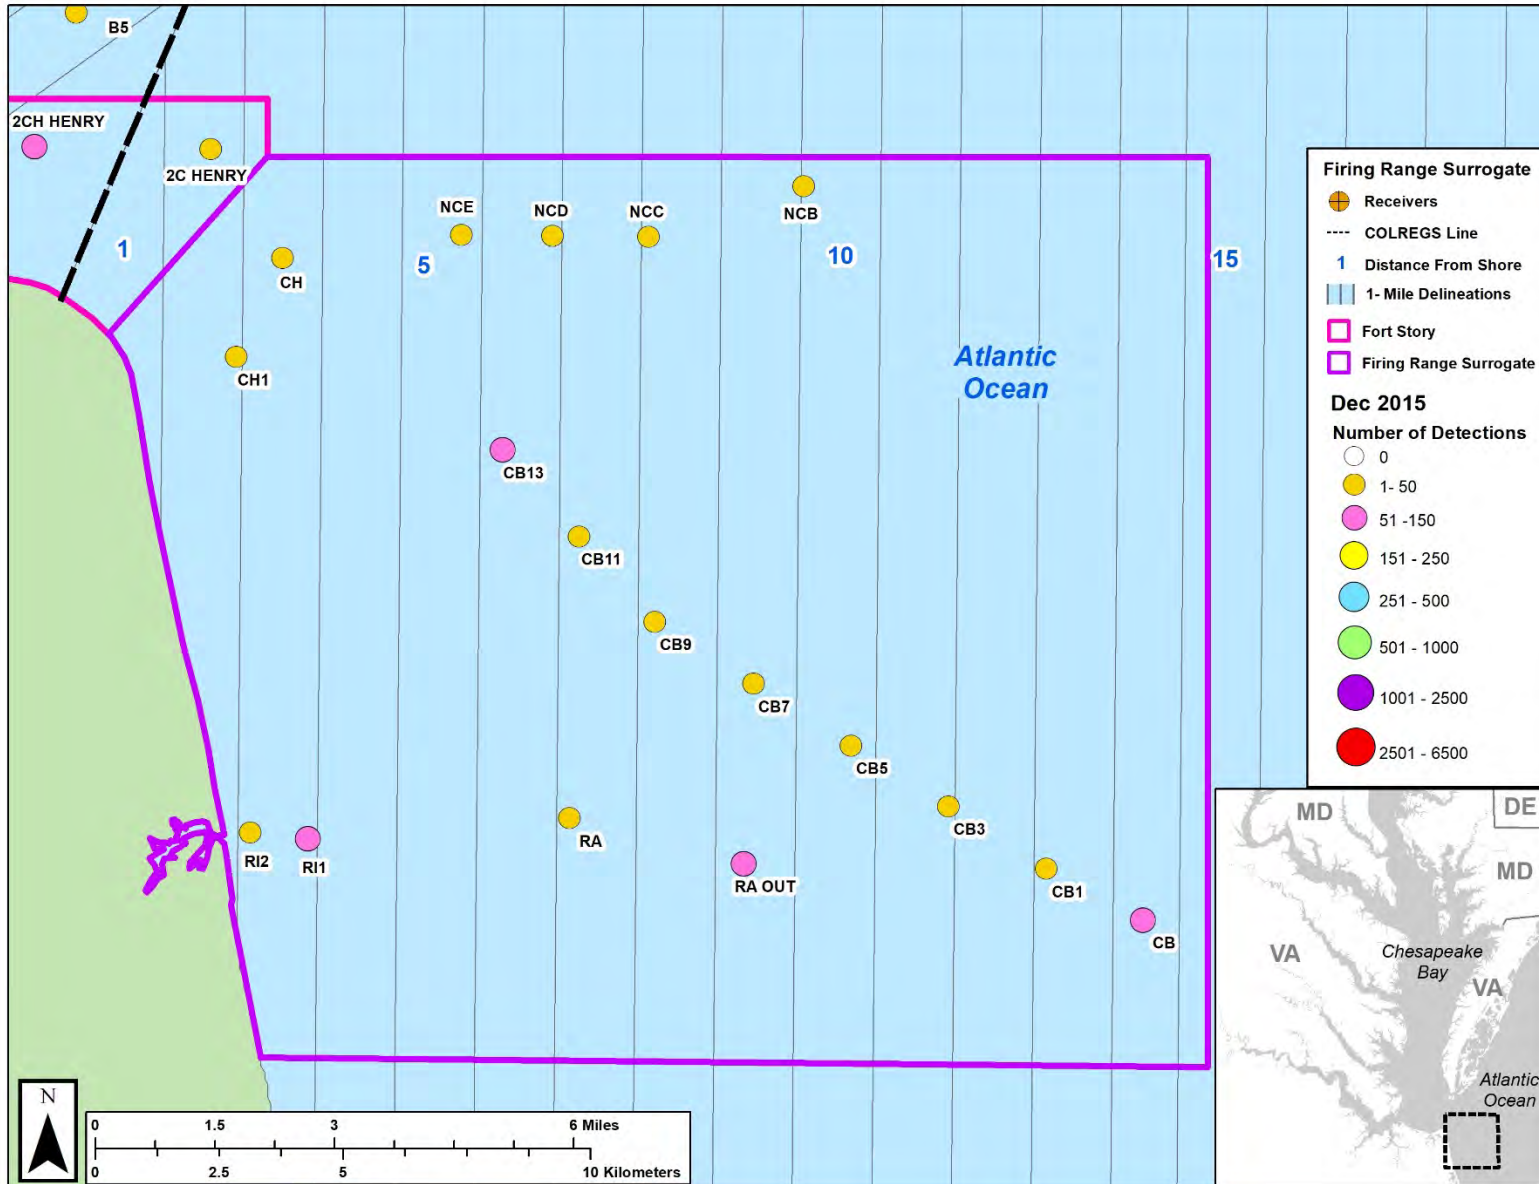 B5
2CH HENRY
2C HENRY
1
CH
CH1
NCE
NCD
NCC
NCB
5
10
15
Atlantic
Ocean
CB13
CB11
CB9
CB7
CB5
CB3
CB1
CB
RI2
RI1
RA
RA OUT
N
0 1.5 3 6 Miles
0 2.5 5 10 Kilometers
Firing Range Surrogate
Receivers
COLREGS Line
1 Distance From Shore
1- Mile Delineations
Fort Story
Firing Range Surrogate
Dec 2015
Number of Detections
0
1- 50
51 -150
151 - 250
251 - 500
501 - 1000
1001 - 2500
2501 - 6500
MD
DE
MD
VA
Chesapeake
Bay
VA
Atlantic
Ocean